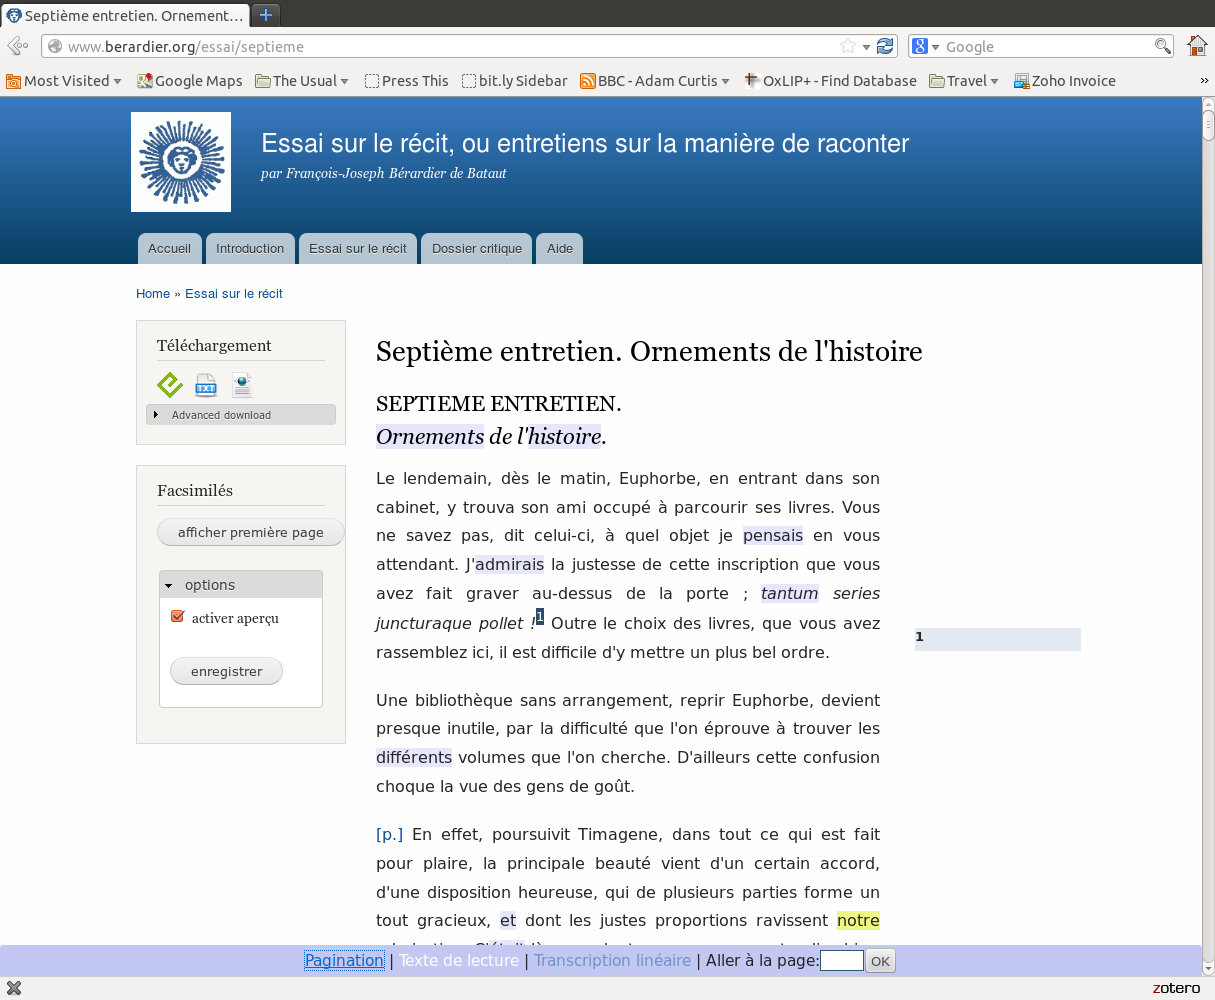 Septième entretien. Ornement…
www.berardier.org/essai/septieme
Google
Most Visited
Google Maps
The Usual
Press This
bit.ly Sidebar
BBC - Adam Curtis
OxLIP+ - Find Database
Travel
Zoho Invoice
»
Essai sur le récit, ou entretiens sur la manière de raconter
par François-Joseph Bérardier de Bataut
Accueil
Introduction
Essai sur le récit
Dossier critique
Aide
Home » Essai sur le récit
Téléchargement
TEXT
Advanced download
Facsimilés
afficher première page
options
activer aperçu
enregistrer
Septième entretien. Ornements de l'histoire
SEPTIEME ENTRETIEN.
Ornements de l'histoire.
Le lendemain, dès le matin, Euphorbe, en entrant dans son
cabinet, y trouva son ami occupé à parcourir ses livres. Vous
ne savez pas, dit celui-ci, à quel objet je pensais en vous
attendant. J'admirais la justesse de cette inscription que vous
avez fait graver au-dessus de la porte ; tantum series
juncturaque pollet !1 Outre le choix des livres, que vous avez
rassemblez ici, il est difficile d'y mettre un plus bel ordre.
1
Une bibliothèque sans arrangement, reprir Euphorbe, devient
presque inutile, par la difficulté que l'on éprouve à trouver les
différents volumes que l'on cherche. D'ailleurs cette confusion
choque la vue des gens de goût.
[p.] En effet, poursuivit Timagene, dans tout ce qui est fait
pour plaire, la principale beauté vient d'un certain accord,
d'une disposition heureuse, qui de plusieurs parties forme un
tout gracieux, et dont les justes proportions ravissent notre
Pagination | Texte de lecture | Transcription linéaire | Aller à la page: OK
zotero